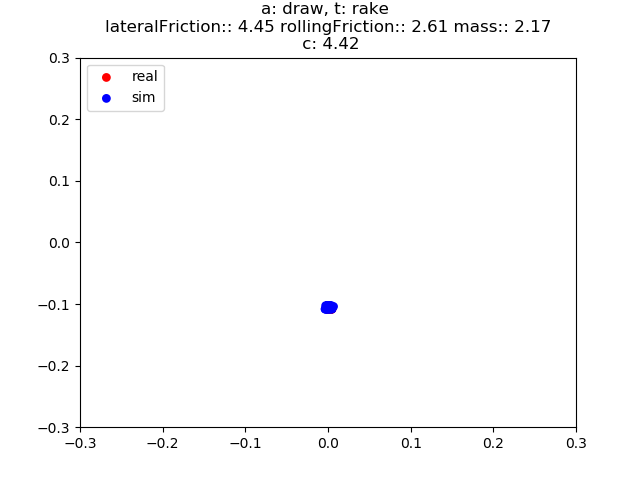 a: draw, t: rake
lateralFriction:: 4.45 rollingFriction:: 2.61 mass:: 2.17
c: 4.42
real
sim
0.3
0.2
0.1
0.0
−0.1
−0.2
−0.3
−0.3 −0.2 −0.1 0.0 0.1 0.2 0.3